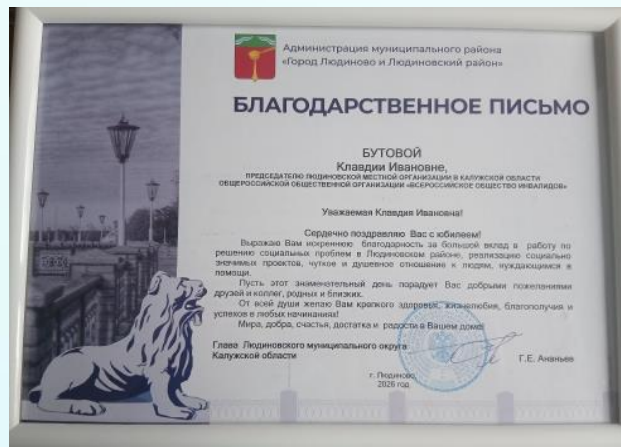 Администрация муниципального района
«Город Людиново и Людиновский район»
БЛАГОДАРСТВЕННОЕ ПИСЬМО
БУТОВОЙ
Клавдии Ивановне,
ПРЕДСЕДАТЕЛЮ ЛЮДИНОВСКОЙ МЕСТНОЙ ОРГАНИЗАЦИИ В КАЛУЖСКОЙ ОБЛАСТИ
ОБЩЕРОССИЙСКОЙ ОБЩЕСТВЕННОЙ ОРГАНИЗАЦИИ «ВСЕРОССИЙСКОЕ ОБЩЕСТВО ИНВАЛИДОВ»
Уважаемая Клавдия Ивановна!
Сердечно поздравляю Вас с юбилеем!
Выражаю Вам искреннюю благодарность за большой вклад в работу по
решению социальных проблем в Людиновском районе, реализацию социально
значимых проектов, чуткое и душевное отношение к людям, нуждающимся в
помощи.
Пусть этот знаменательный день порадует Вас добрыми пожеланиями
друзей и коллег, родных и близких.
От всей души желаю Вам крепкого здоровья, жизнелюбия, благополучия и
успехов в любых начинаниях!
Мира, добра, счастья, достатка и радости в Вашем доме!
Глава Людиновского муниципального округа
Калужской области
Г.Е. Ананьев
г. Людиново,
2026 год